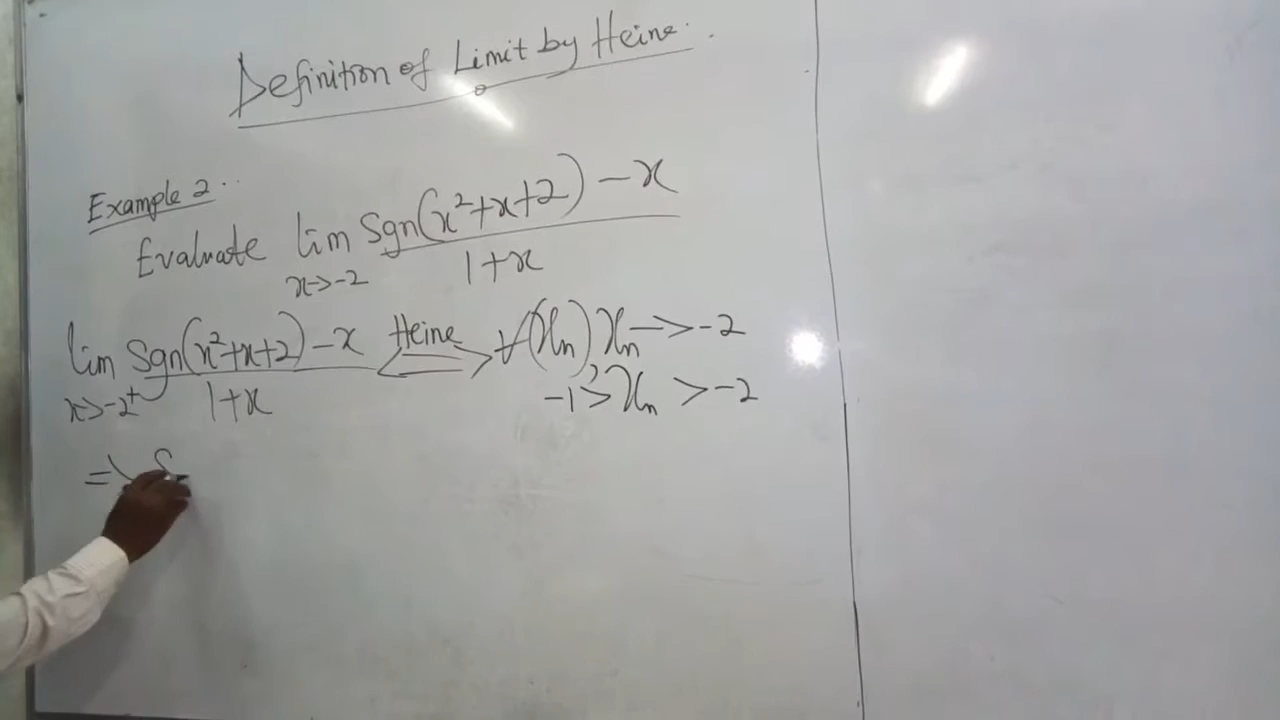 Definition of Limit by Heine.
Example 2..
Evaluate lim Sgn(x²+x+2) - x
x->-2 1+x
lim Sgn(x²+x+2) - x Heine <=> ∀(xn) xn -> -2
x->-2⁺ 1+x -1 > xn > -2
=> S